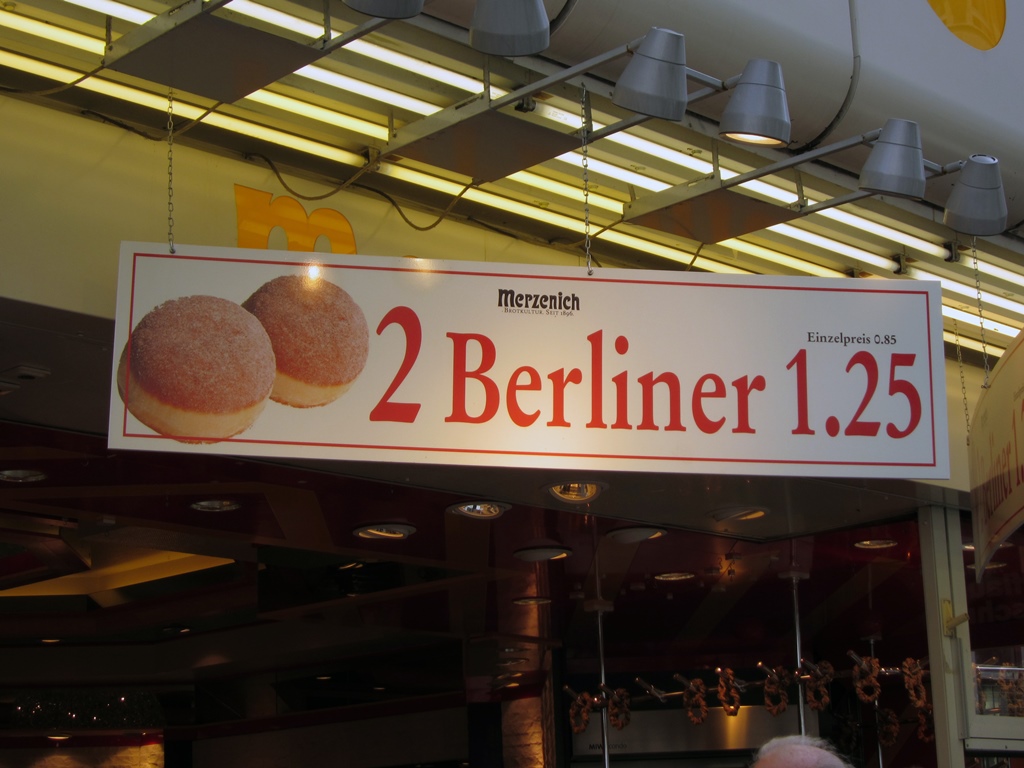 m
Merzenich
BROTKULTUR. SEIT 1896
Einzelpreis 0.85
2 Berliner 1.25